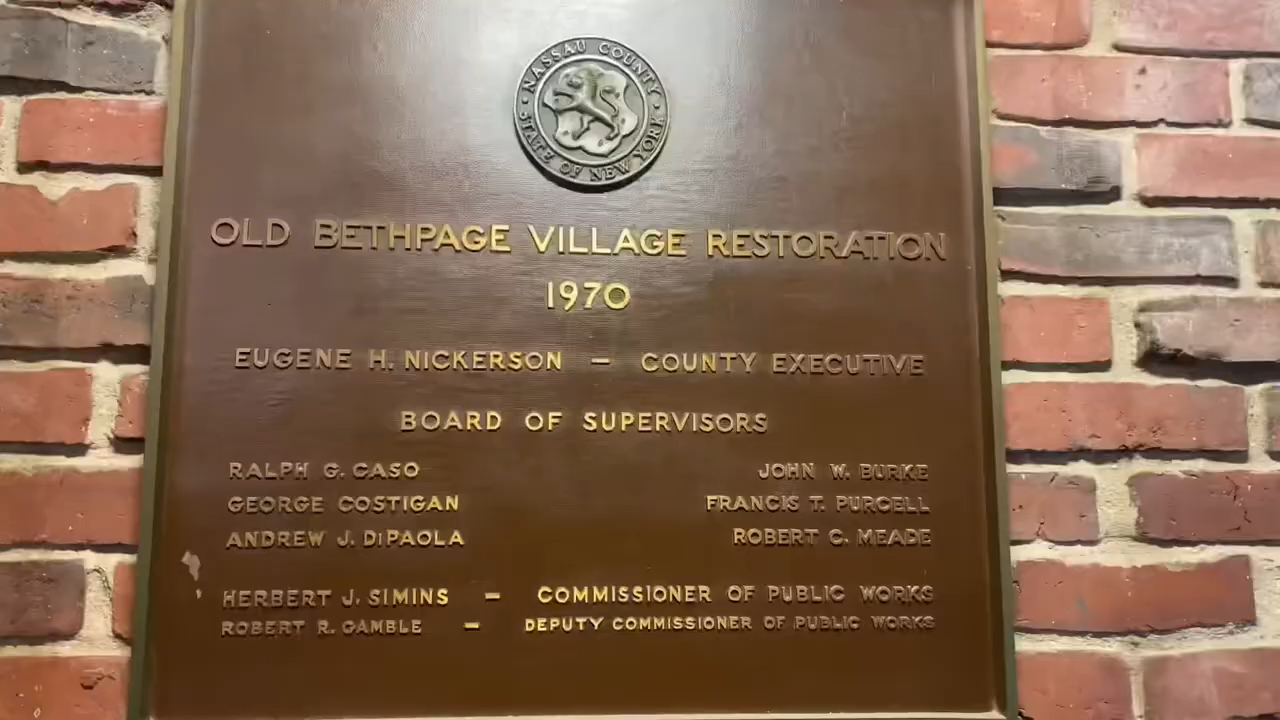 NASSAU COUNTY
STATE OF NEW YORK
OLD BETHPAGE VILLAGE RESTORATION
1970
EUGENE H. NICKERSON – COUNTY EXECUTIVE
BOARD OF SUPERVISORS
RALPH G. CASO JOHN W. BURKE
GEORGE COSTIGAN FRANCIS T. PURCELL
ANDREW J. DiPAOLA ROBERT C. MEADE
HERBERT J. SIMINS – COMMISSIONER OF PUBLIC WORKS
ROBERT R. GAMBLE – DEPUTY COMMISSIONER OF PUBLIC WORKS